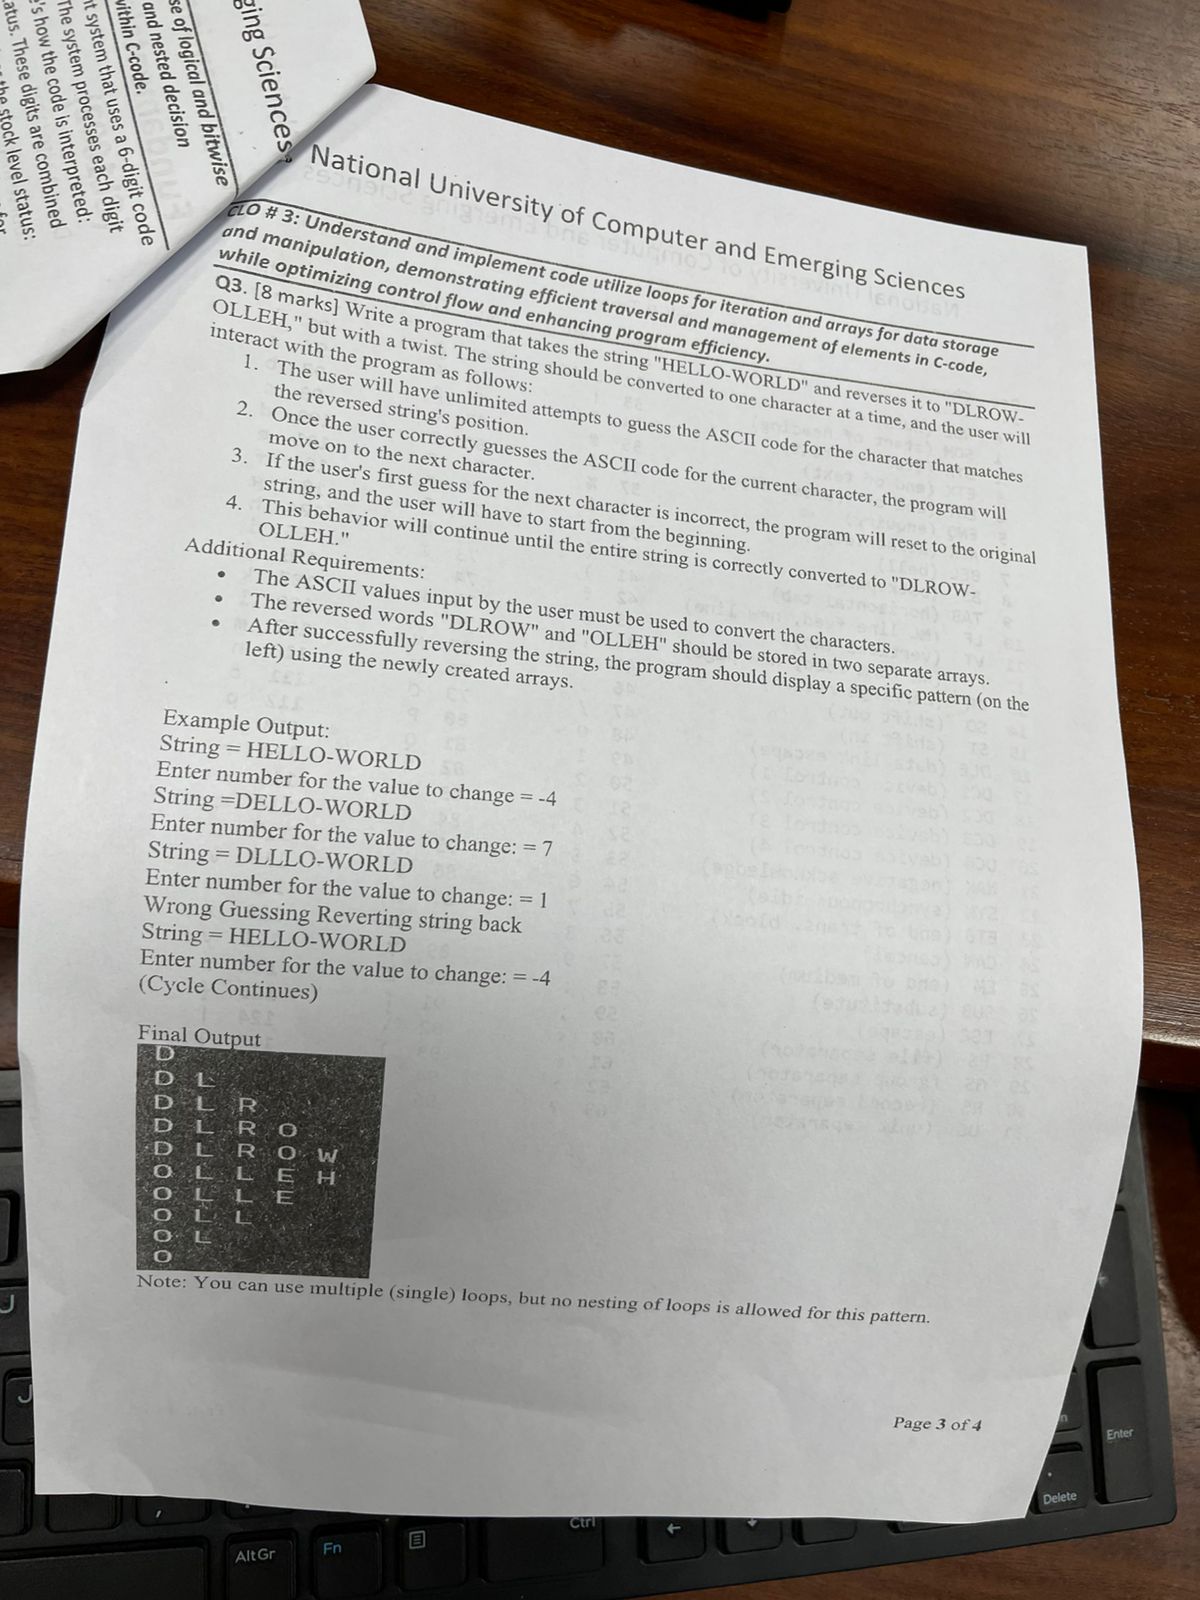 ging Sciences
se of logical and bitwise
and nested decision
within C-code.
nt system that uses a 6-digit code
The system processes each digit
e's how the code is interpreted:
atus. These digits are combined
the stock level status:
for
National University of Computer and Emerging Sciences
CLO # 3: Understand and implement code utilize loops for iteration and arrays for data storage
and manipulation, demonstrating efficient traversal and management of elements in C-code,
while optimizing control flow and enhancing program efficiency.
Q3. [8 marks] Write a program that takes the string "HELLO-WORLD" and reverses it to "DLROW-
OLLEH," but with a twist. The string should be converted to one character at a time, and the user will
interact with the program as follows:
1. The user will have unlimited attempts to guess the ASCII code for the character that matches
the reversed string's position.
2. Once the user correctly guesses the ASCII code for the current character, the program will
move on to the next character.
3. If the user's first guess for the next character is incorrect, the program will reset to the original
string, and the user will have to start from the beginning.
4. This behavior will continue until the entire string is correctly converted to "DLROW-
OLLEH."
Additional Requirements:
• The ASCII values input by the user must be used to convert the characters.
• The reversed words "DLROW" and "OLLEH" should be stored in two separate arrays.
• After successfully reversing the string, the program should display a specific pattern (on the
left) using the newly created arrays.
Example Output:
String = HELLO-WORLD
Enter number for the value to change = -4
String =DELLO-WORLD
Enter number for the value to change: = 7
String = DLLLO-WORLD
Enter number for the value to change: = 1
Wrong Guessing Reverting string back
String = HELLO-WORLD
Enter number for the value to change: = -4
(Cycle Continues)
Final Output
D
D L
D L R
D L R O
D L R O W
O L L E H
O L L E
O L L
O L
O
Note: You can use multiple (single) loops, but no nesting of loops is allowed for this pattern.
Page 3 of 4
Enter
Delete
Ctrl
Fn
AltGr
J